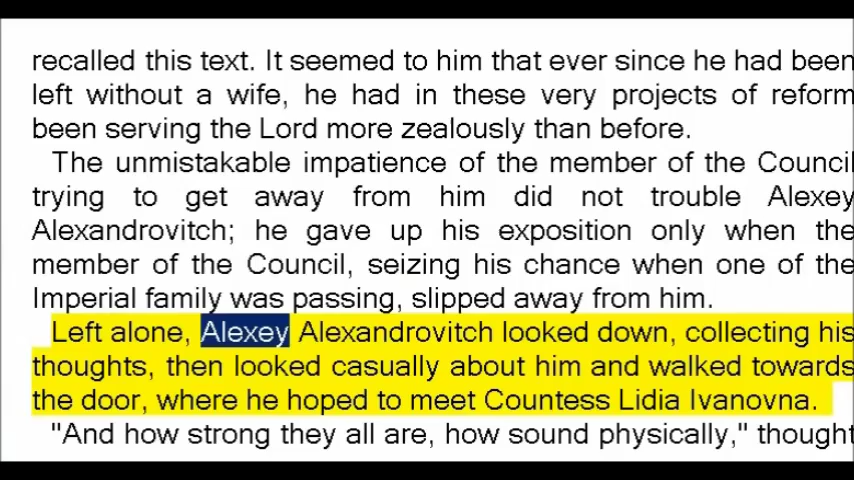 recalled this text. It seemed to him that ever since he had been
left without a wife, he had in these very projects of reform
been serving the Lord more zealously than before.
The unmistakable impatience of the member of the Council
trying to get away from him did not trouble Alexey
Alexandrovitch; he gave up his exposition only when the
member of the Council, seizing his chance when one of the
Imperial family was passing, slipped away from him.
Left alone, Alexey Alexandrovitch looked down, collecting his
thoughts, then looked casually about him and walked towards
the door, where he hoped to meet Countess Lidia Ivanovna.
"And how strong they all are, how sound physically," thought